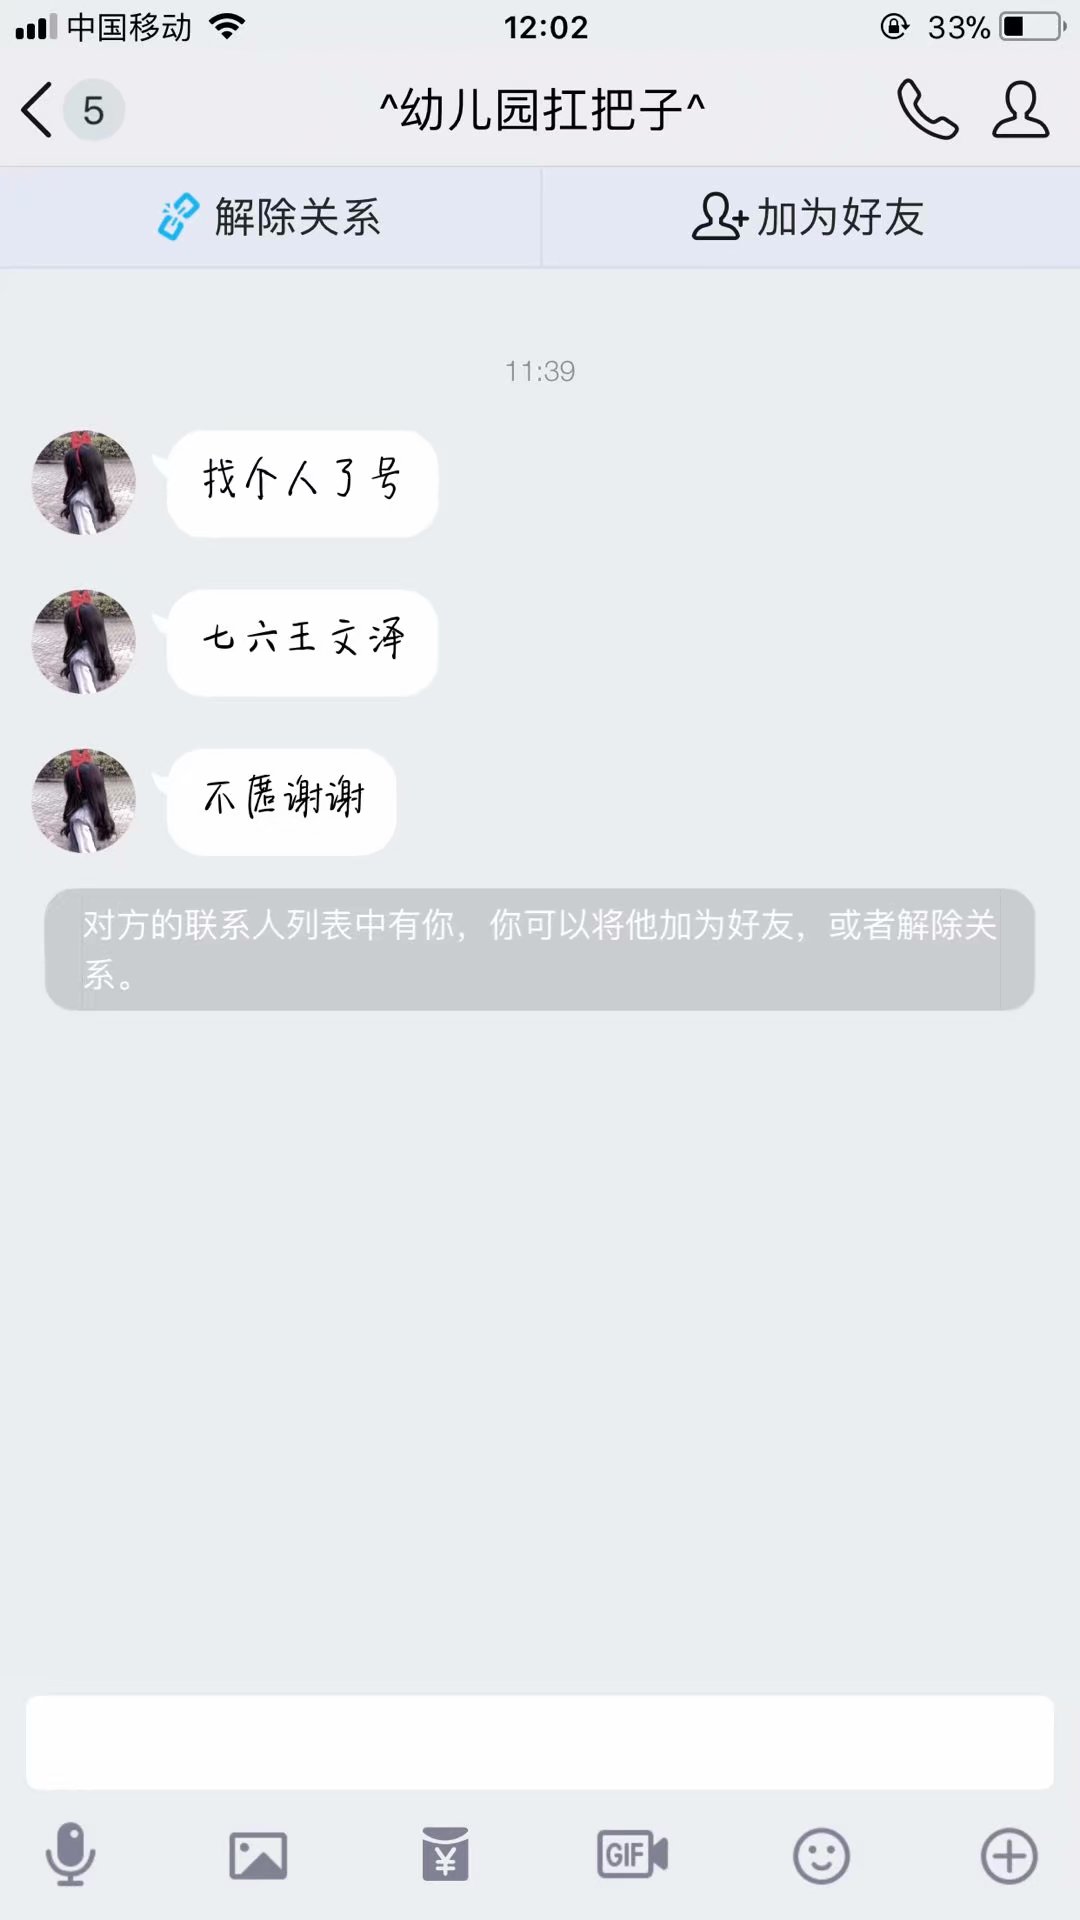 中国移动 12:02 33%
5 ^幼儿园扛把子^
解除关系 加为好友
11:39
找个人了号
七六王文泽
不匿谢谢
对方的联系人列表中有你，你可以将他加为好友，或者解除关
系。
¥ GIF